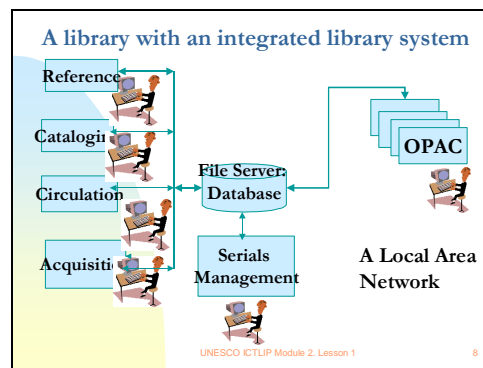 A library with an integrated library system
Reference
Catalogin
Circulation
Acquisiti
File Server:
Database
Serials
Management
OPAC
A Local Area
Network
UNESCO ICTLIP Module 2. Lesson 1
8